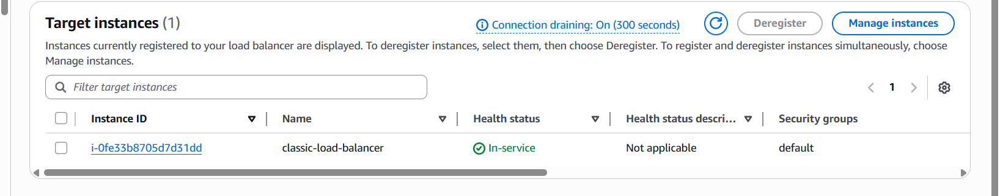 Target instances (1)
Connection draining: On (300 seconds)
Deregister
Manage instances
Instances currently registered to your load balancer are displayed. To deregister instances, select them, then choose Deregister. To register and deregister instances simultaneously, choose
Manage instances.
Filter target instances
1
Instance ID
Name
Health status
Health status descri...
Security groups
i-0fe33b8705d7d31dd
classic-load-balancer
In-service
Not applicable
default